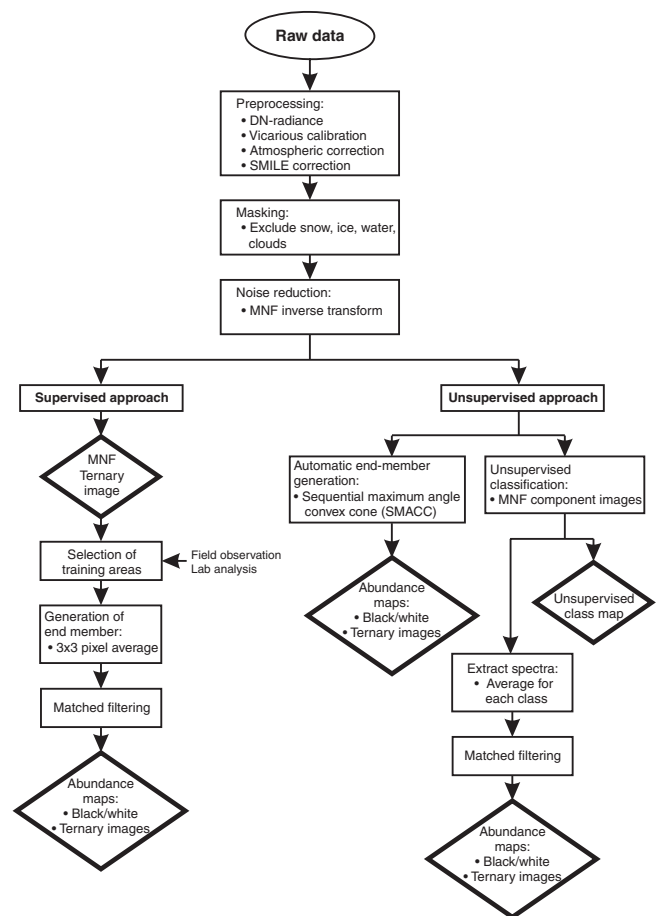 Raw data
Preprocessing:
• DN-radiance
• Vicarious calibration
• Atmospheric correction
• SMILE correction
Masking:
• Exclude snow, ice, water,
clouds
Noise reduction:
• MNF inverse transform
Supervised approach
MNF
Ternary
image
Selection of
training areas
Field observation
Lab analysis
Generation of
end member:
• 3x3 pixel average
Matched filtering
Abundance
maps:
• Black/white
• Ternary images
Unsupervised approach
Automatic end-member
generation:
• Sequential maximum angle
convex cone (SMACC)
Abundance
maps:
• Black/white
• Ternary images
Unsupervised
classification:
• MNF component images
Unsupervised
class map
Extract spectra:
• Average for
each class
Matched filtering
Abundance
maps:
• Black/white
• Ternary images